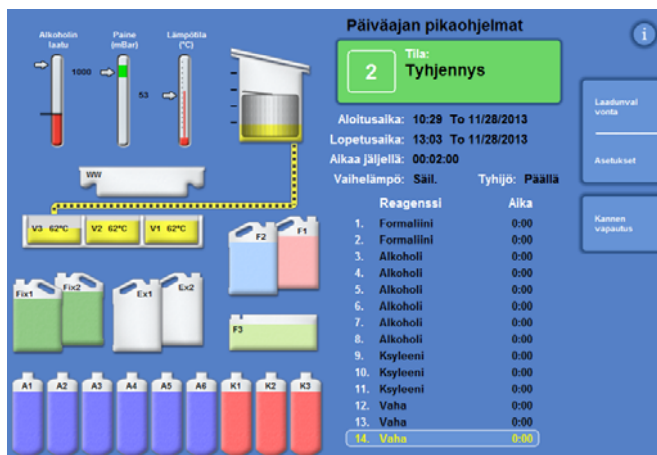 Päiväajan pikaohjelmat
i
Alkoholin laatu
Paine (mBar)
Lämpötila (°C)
1000
53
2
Tila:
Tyhjennys
Laadunval
vonta
Asetukset
Kannen
vapautus
Aloitusaika: 10:29 To 11/28/2013
Lopetusaika: 13:03 To 11/28/2013
Aikaa jäljellä: 00:02:00
Vaihelämpö: Säil. Tyhijö: Päällä
Reagenssi Aika
1. Formaliini 0:00
2. Formaliini 0:00
3. Alkoholi 0:00
4. Alkoholi 0:00
5. Alkoholi 0:00
6. Alkoholi 0:00
7. Alkoholi 0:00
8. Alkoholi 0:00
9. Ksyleeni 0:00
10. Ksyleeni 0:00
11. Ksyleeni 0:00
12. Vaha 0:00
13. Vaha 0:00
14. Vaha 0:00
WW
V3 62°C V2 62°C V1 62°C
F2 F1
Fix1 Fix2 Ex1 Ex2
F3
A1 A2 A3 A4 A5 A6 K1 K2 K3